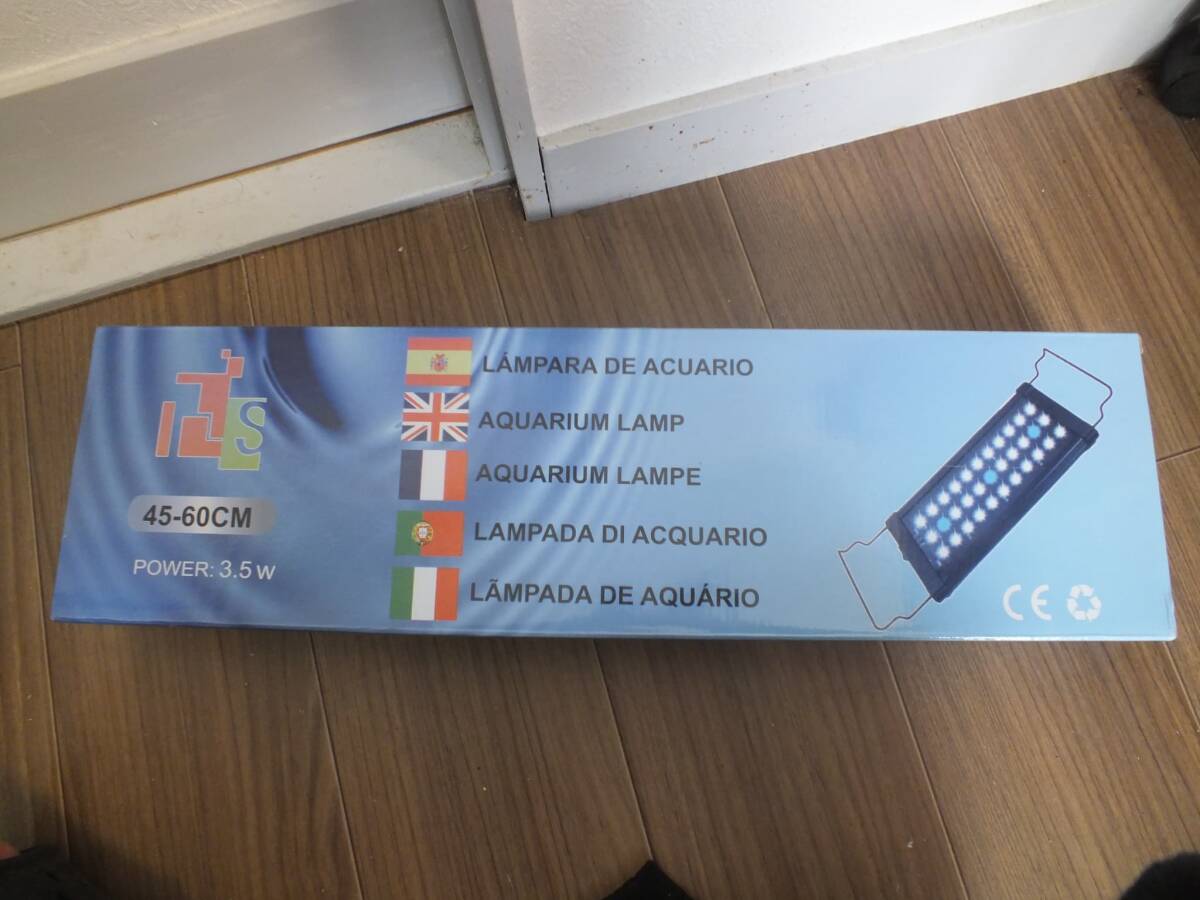 S
45-60CM
POWER: 3.5 W
LÁMPARA DE ACUARIO
AQUARIUM LAMP
AQUARIUM LAMPE
LAMPADA DI ACQUARIO
LÃMPADA DE AQUÁRIO
CE